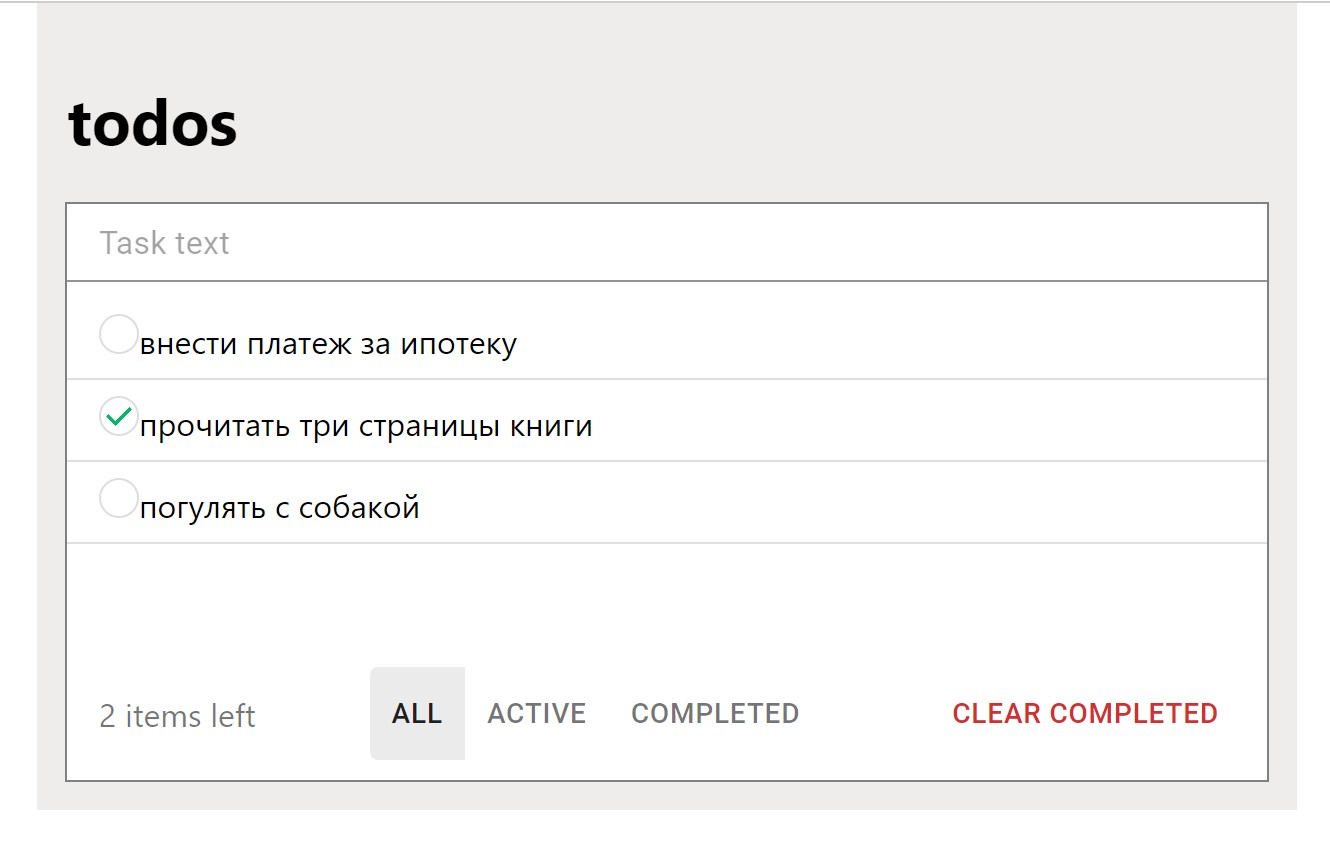 todos
Task text
внести платеж за ипотеку
прочитать три страницы книги
погулять с собакой
2 items left ALL ACTIVE COMPLETED CLEAR COMPLETED